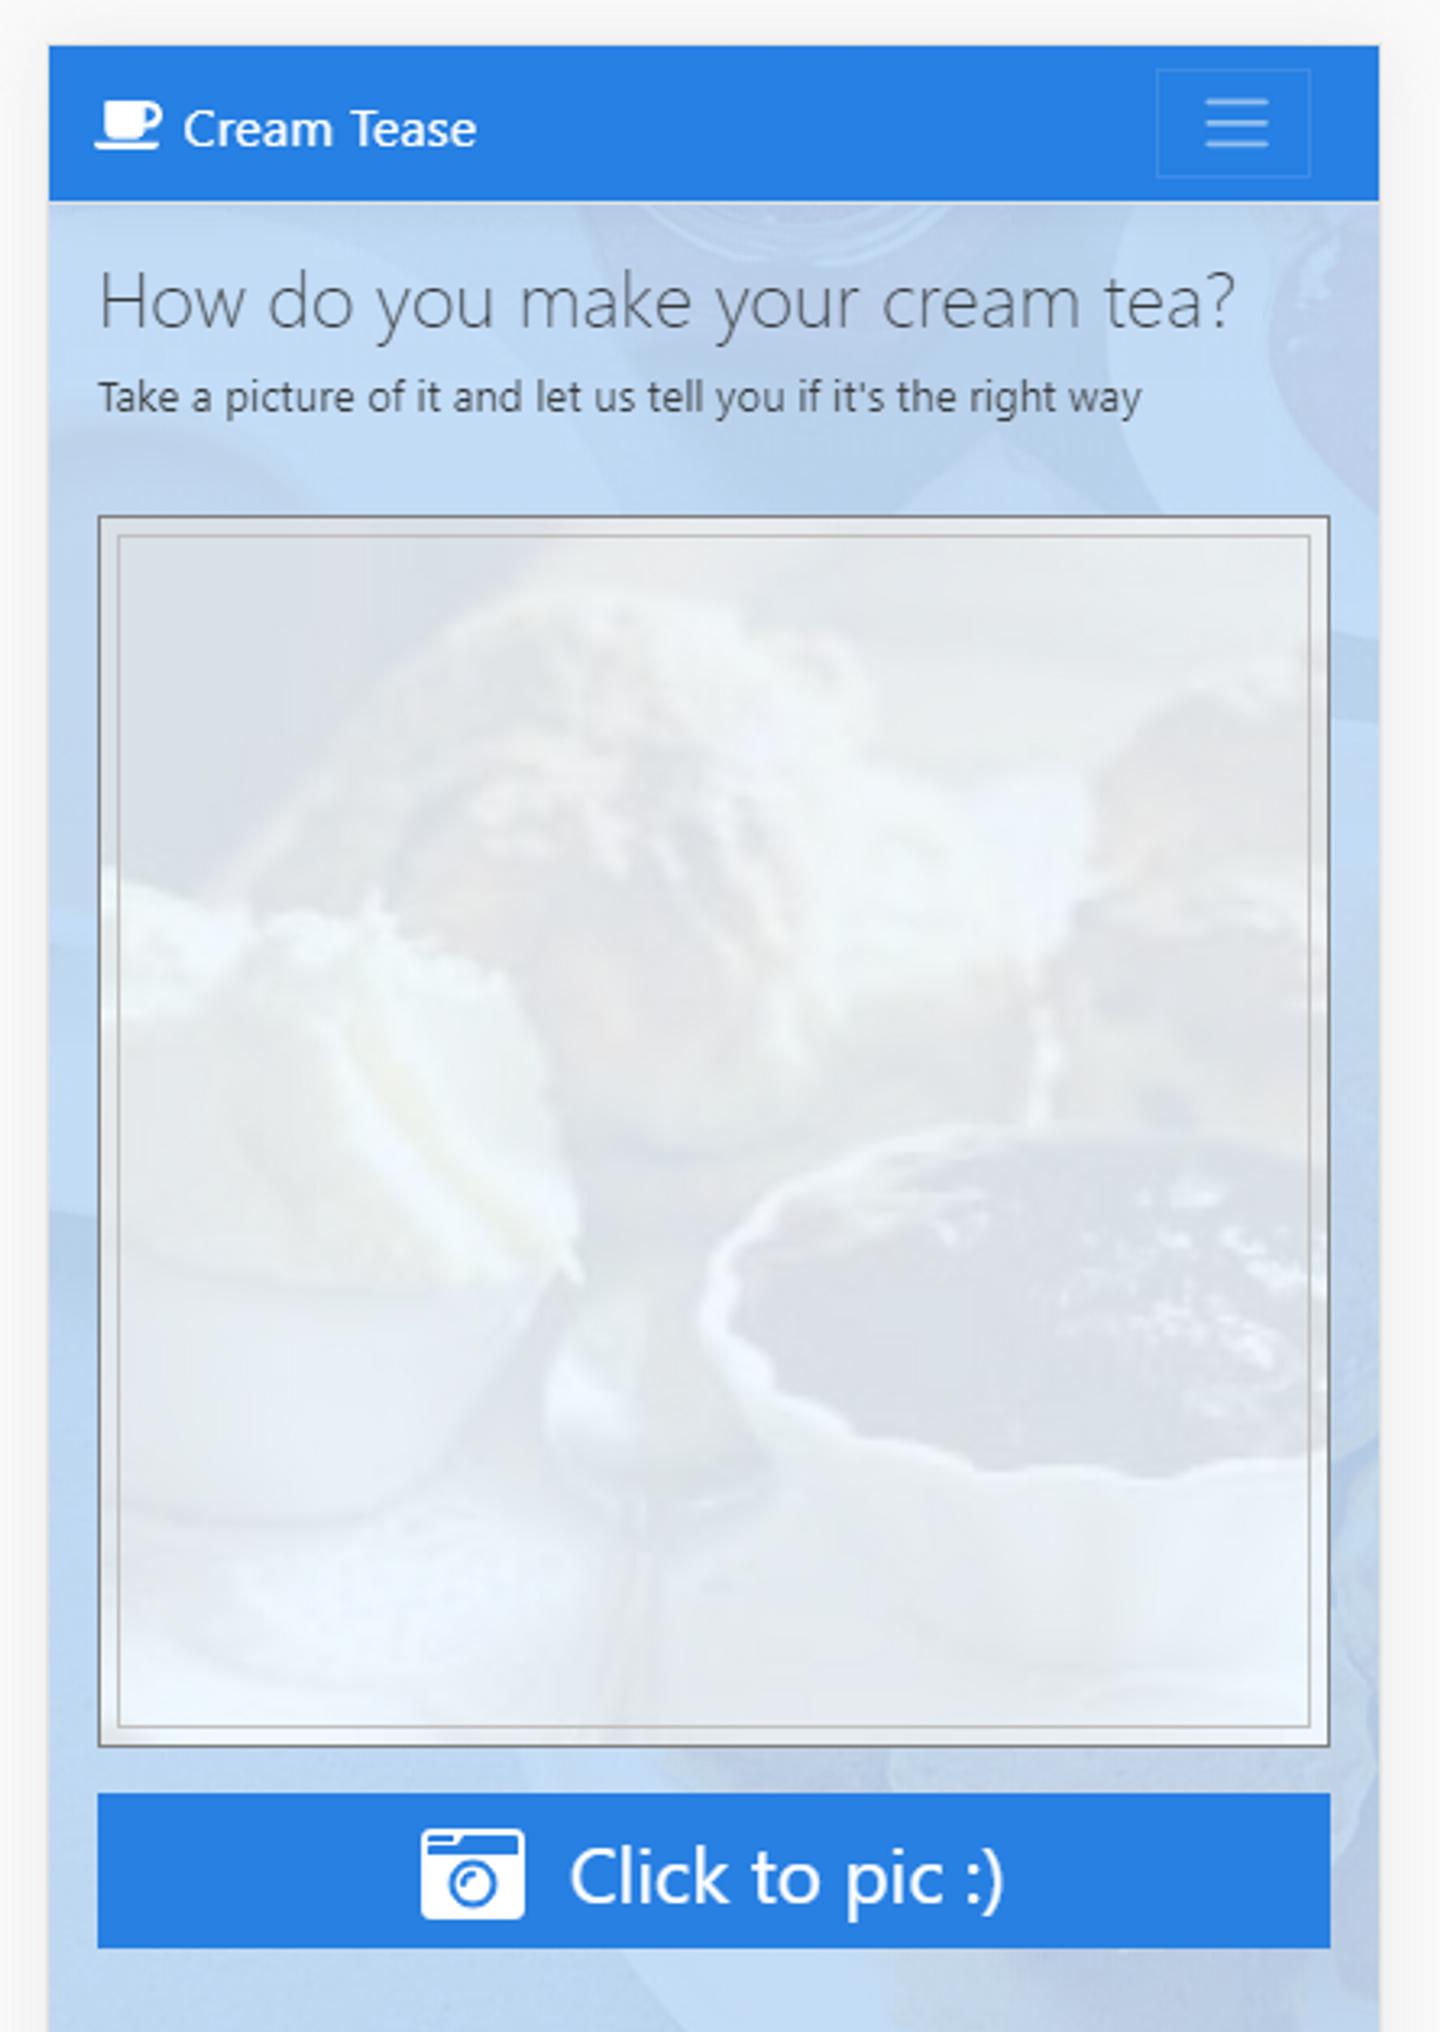 Cream Tease
How do you make your cream tea?
Take a picture of it and let us tell you if it's the right way
Click to pic :)